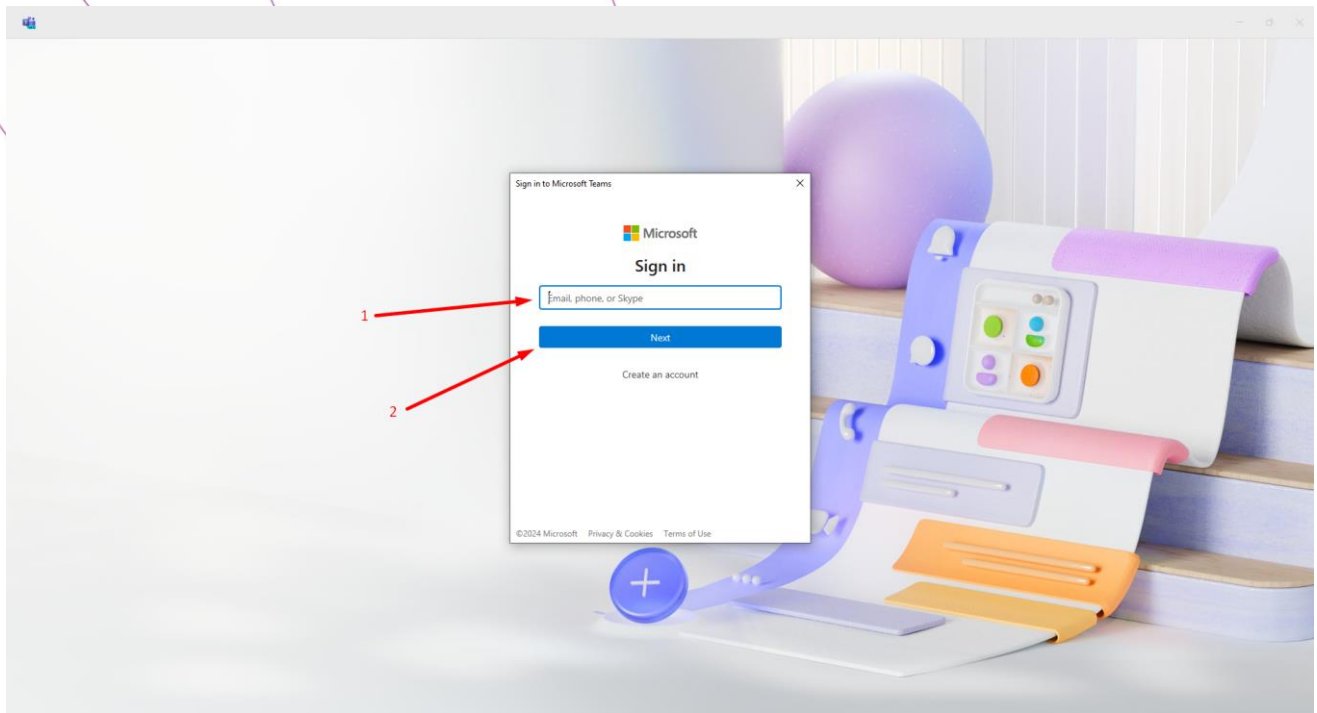 Sign in to Microsoft Teams
Microsoft
Sign in
Email, phone, or Skype
1
Next
Create an account
2
©2024 Microsoft Privacy & Cookies Terms of Use